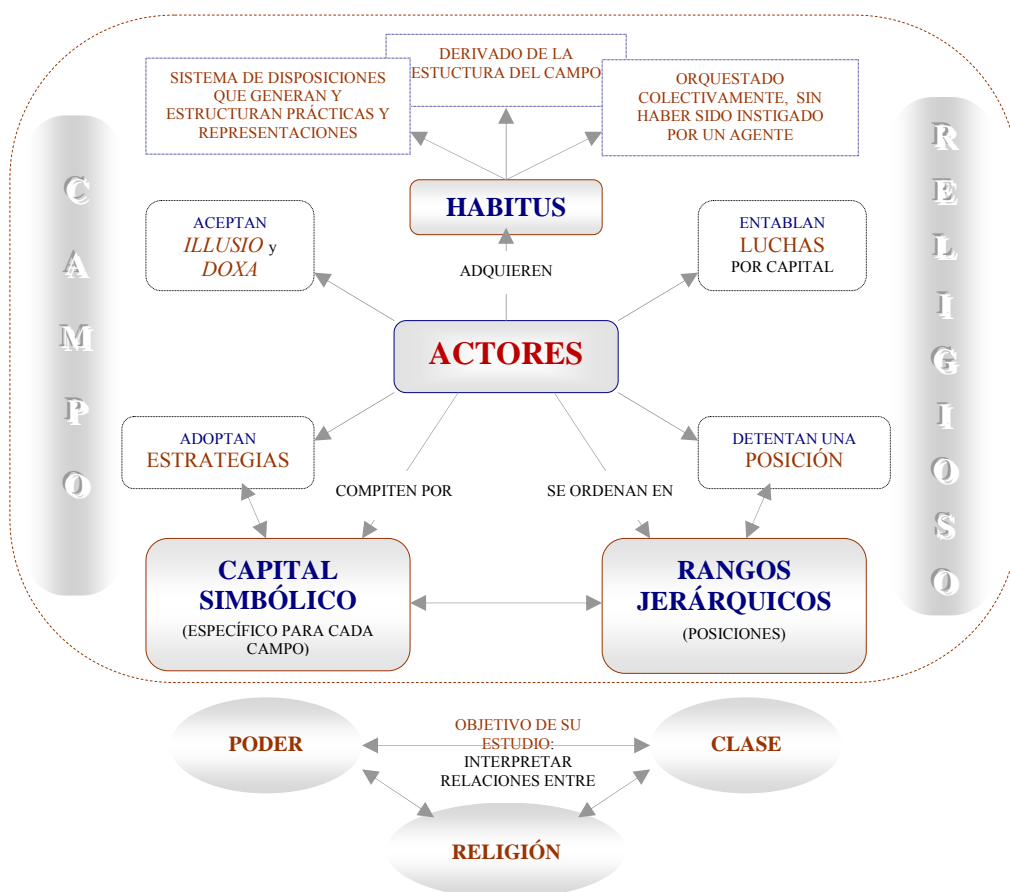 DERIVADO DE LA
ESTUCTURA DEL CAMPO
SISTEMA DE DISPOSICIONES
QUE GENERAN Y
ESTRUCTURAN PRÁCTICAS Y
REPRESENTACIONES
ORQUESTADO
COLECTIVAMENTE, SIN
HABER SIDO INSTIGADO
POR UN AGENTE
CAMPO
RELIGIOSO
HABITUS
ACEPTAN
ILLUSIO y
DOXA
ENTABLAN
LUCHAS
POR CAPITAL
ADQUIEREN
ACTORES
ADOPTAN
ESTRATEGIAS
DETENTAN UNA
POSICIÓN
COMPITEN POR
SE ORDENAN EN
CAPITAL
SIMBÓLICO
(ESPECÍFICO PARA CADA
CAMPO)
RANGOS
JERÁRQUICOS
(POSICIONES)
PODER
OBJETIVO DE SU
ESTUDIO:
INTERPRETAR
RELACIONES ENTRE
CLASE
RELIGIÓN